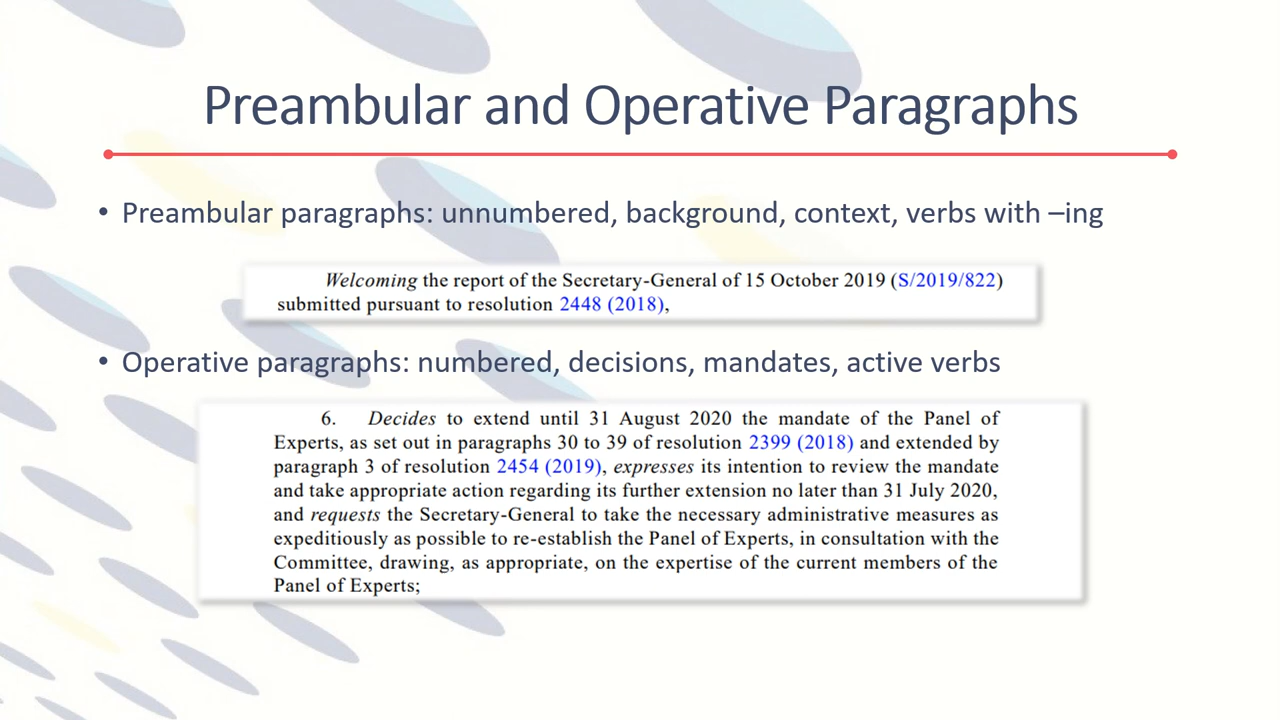 Preambular and Operative Paragraphs
• Preambular paragraphs: unnumbered, background, context, verbs with –ing
Welcoming the report of the Secretary-General of 15 October 2019 (S/2019/822)
submitted pursuant to resolution 2448 (2018),
• Operative paragraphs: numbered, decisions, mandates, active verbs
6. Decides to extend until 31 August 2020 the mandate of the Panel of
Experts, as set out in paragraphs 30 to 39 of resolution 2399 (2018) and extended by
paragraph 3 of resolution 2454 (2019), expresses its intention to review the mandate
and take appropriate action regarding its further extension no later than 31 July 2020,
and requests the Secretary-General to take the necessary administrative measures as
expeditiously as possible to re-establish the Panel of Experts, in consultation with the
Committee, drawing, as appropriate, on the expertise of the current members of the
Panel of Experts;